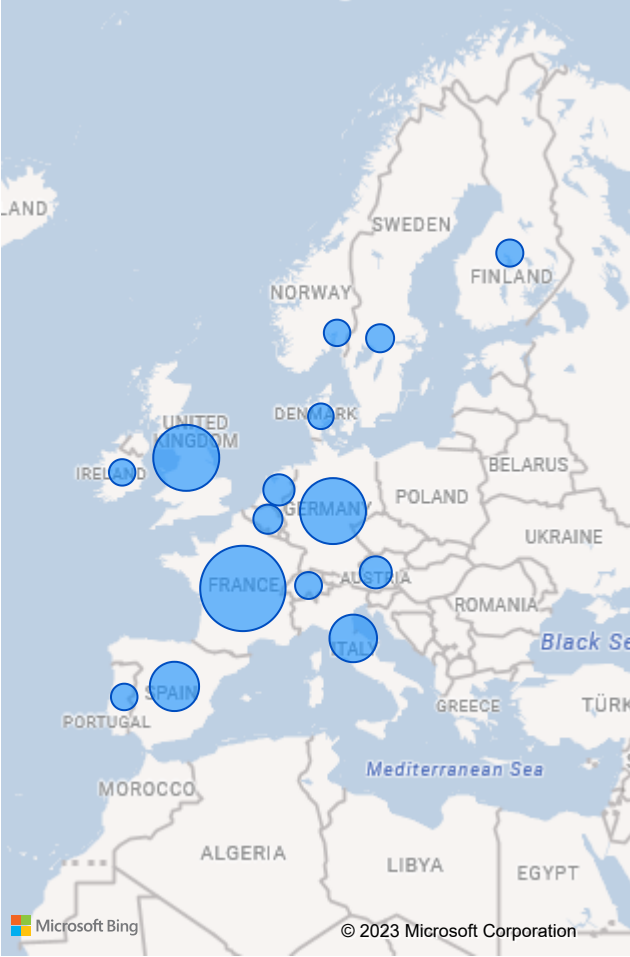 LAND
SWEDEN
FINLAND
NORWAY
DENMARK
UNITED
KINGDOM
IRELAND
BELARUS
POLAND
GERMANY
UKRAINE
FRANCE
AUSTRIA
ROMANIA
Black Se
ITALY
SPAIN
GREECE
TÜRK
PORTUGAL
Mediterranean Sea
MOROCCO
ALGERIA
LIBYA
EGYPT
Microsoft Bing
© 2023 Microsoft Corporation